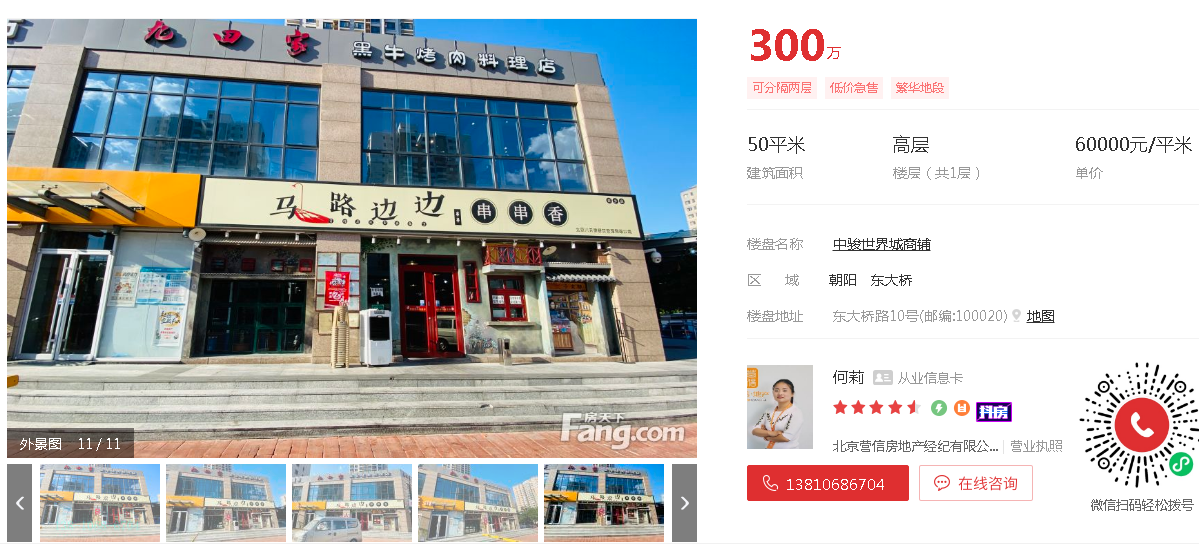 九田家 黑牛烤肉料理店
马路边边 串串香
房天下
Fang.com
外景图 11 / 11
300万
可分隔两层 低价急售 繁华地段
50平米 高层 60000元/平米
建筑面积 楼层（共1层） 单价
楼盘名称 中骏世界城商铺
区 域 朝阳 东大桥
楼盘地址 东大桥路10号(邮编:100020) 地图
何莉 从业信息卡
抖房
北京营信房地产经纪有限公... 营业执照
13810686704 在线咨询
微信扫码轻松拨号